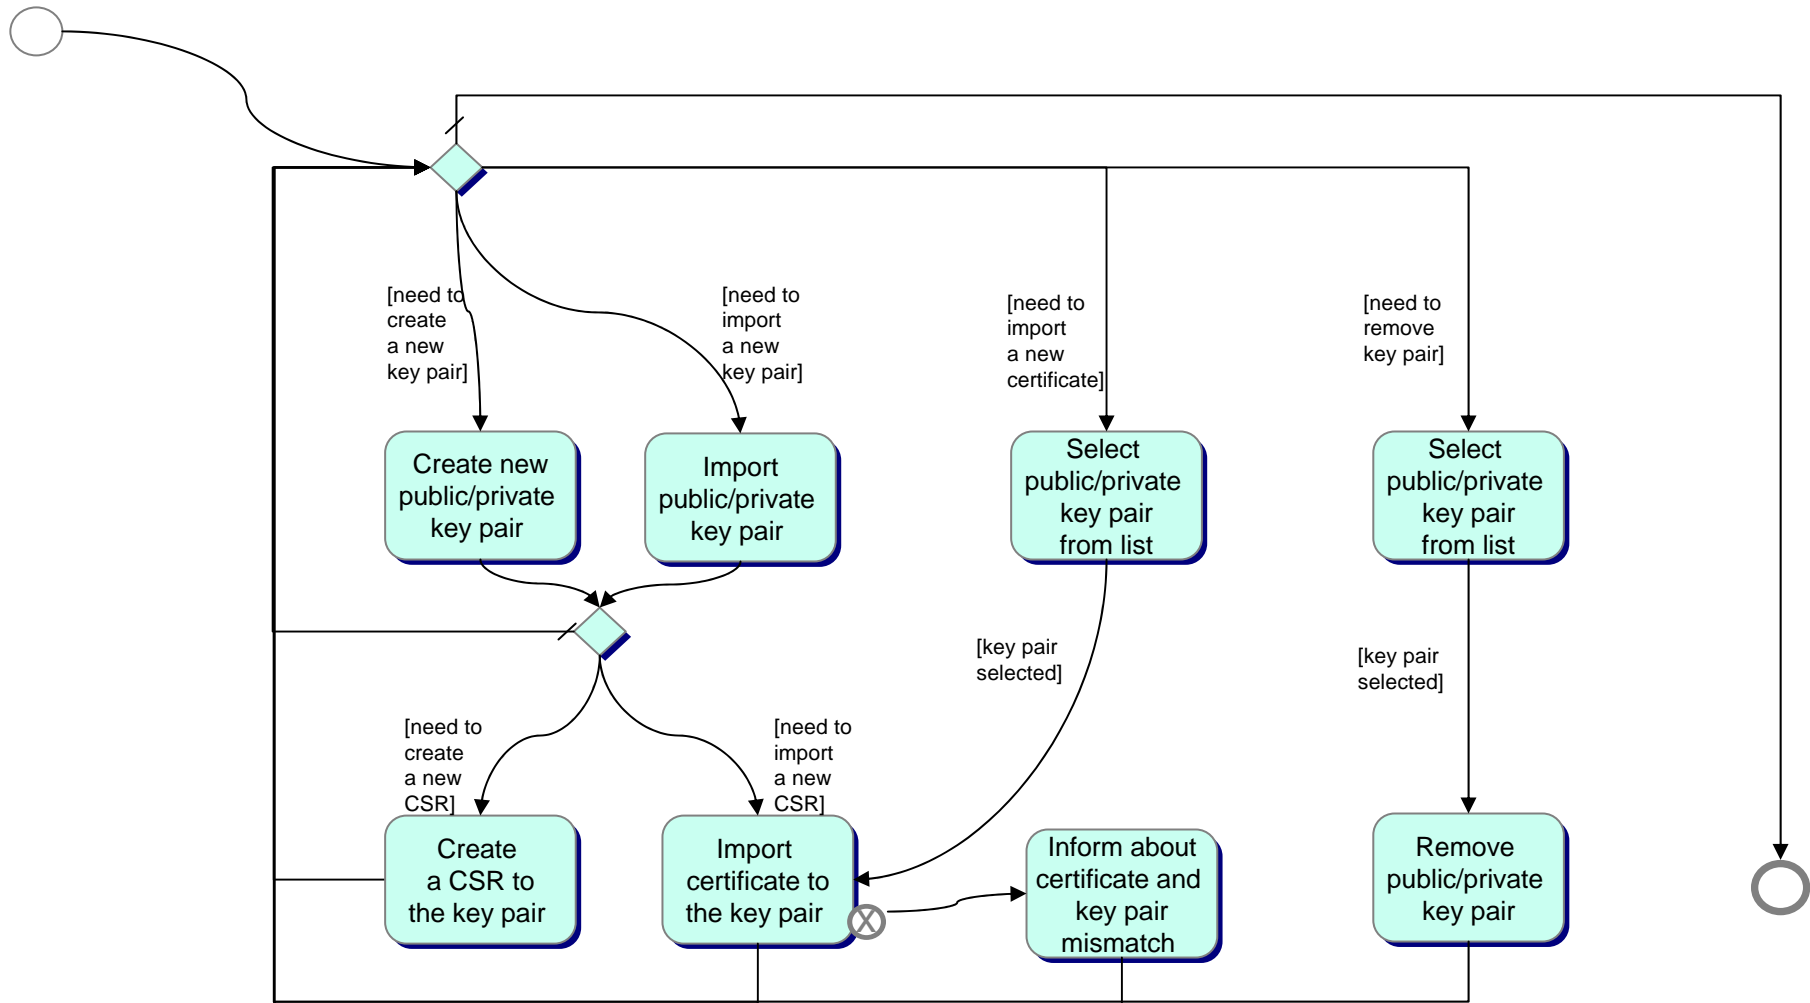 [need to
create
a new
key pair]
[need to
import
a new
key pair]
[need to
import
a new
certificate]
[need to
remove
key pair]
Create new
public/private
key pair
Import
public/private
key pair
Select
public/private
key pair
from list
Select
public/private
key pair
from list
[key pair
selected]
[key pair
selected]
[need to
create
a new
CSR]
[need to
import
a new
CSR]
Create
a CSR to
the key pair
Import
certificate to
the key pair
X
Inform about
certificate and
key pair
mismatch
Remove
public/private
key pair